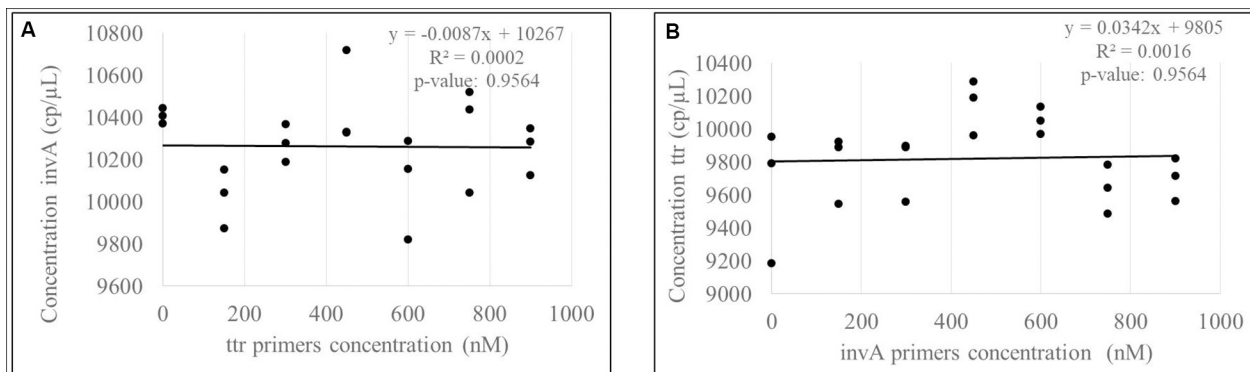 A
y = -0.0087x + 10267
R² = 0.0002
p-value: 0.9564
10800
10600
10400
10200
10000
9800
9600
Concentration invA (cp/µL)
0 200 400 600 800 1000
ttr primers concentration (nM)
B
y = 0.0342x + 9805
R² = 0.0016
p-value: 0.9564
10400
10200
10000
9800
9600
9400
9200
9000
Concentration ttr (cp/µL)
0 200 400 600 800 1000
invA primers concentration (nM)